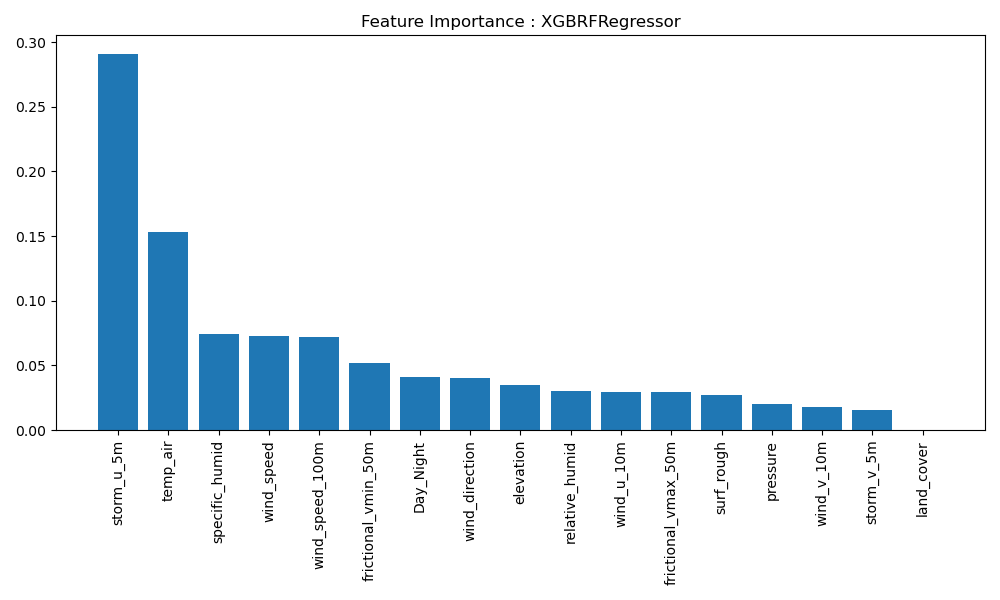 Feature Importance : XGBRFRegressor
0.30
0.25
0.20
0.15
0.10
0.05
0.00
storm_u_5m
temp_air
specific_humid
wind_speed
wind_speed_100m
frictional_vmin_50m
Day_Night
wind_direction
elevation
relative_humid
wind_u_10m
frictional_vmax_50m
surf_rough
pressure
wind_v_10m
storm_v_5m
land_cover